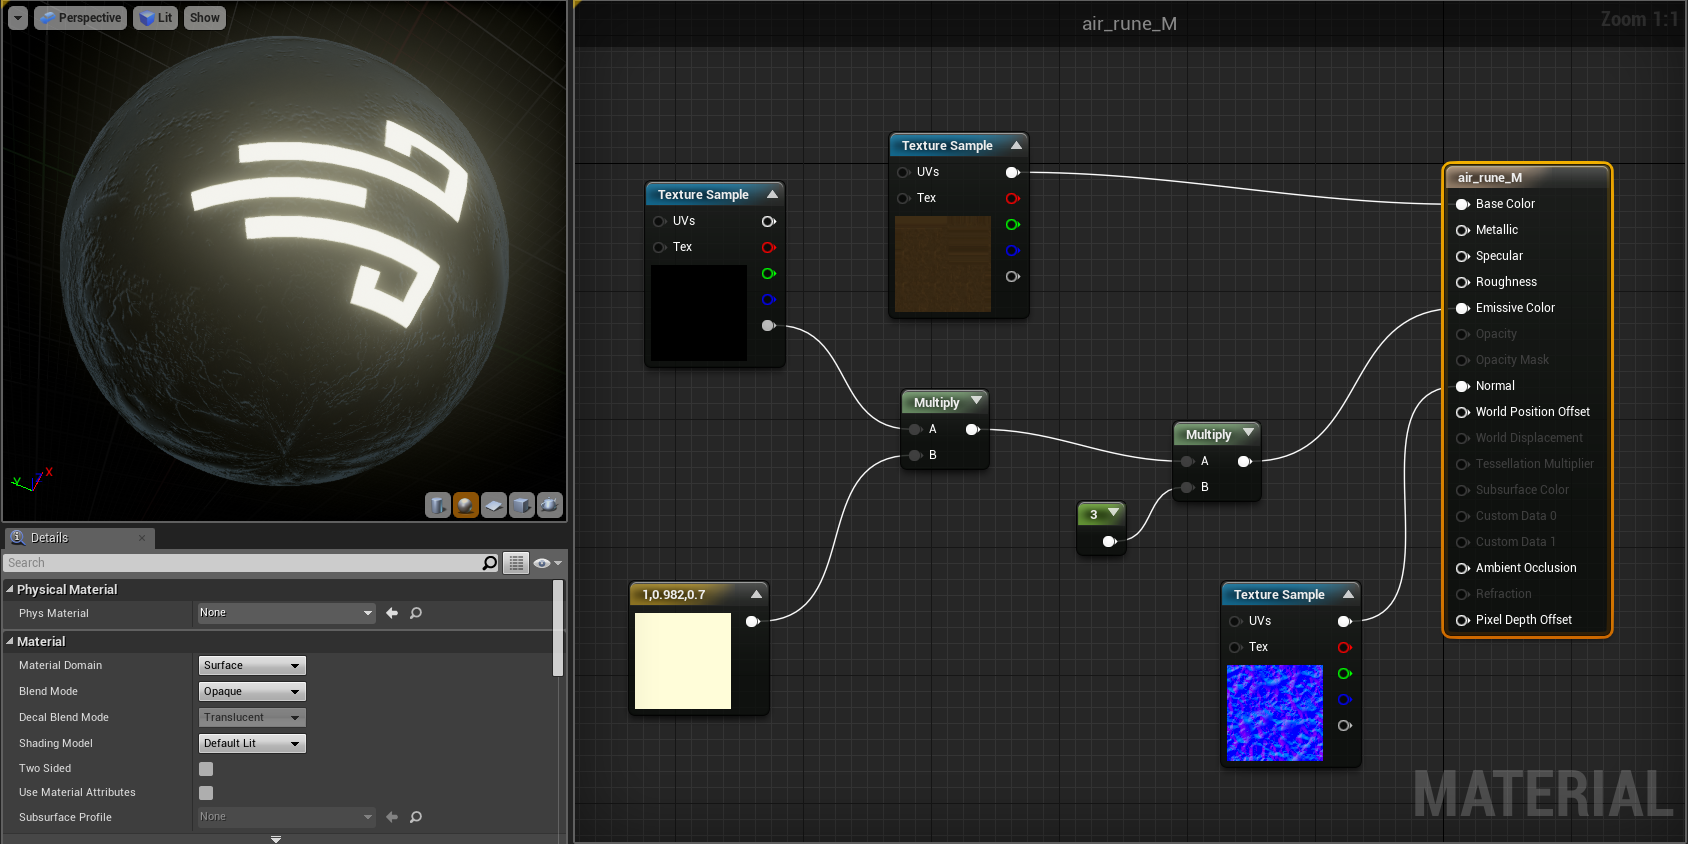 Perspective
Lit
Show
X
Y
Details
Search
Physical Material
Phys Material
None
Material
Material Domain
Surface
Blend Mode
Opaque
Decal Blend Mode
Translucent
Shading Model
Default Lit
Two Sided
Use Material Attributes
Subsurface Profile
None
air_rune_M
Zoom 1:1
Texture Sample
UVs
Tex
Texture Sample
UVs
Tex
Multiply
A
B
Multiply
A
B
3
1,0.982,0.7
Texture Sample
UVs
Tex
air_rune_M
Base Color
Metallic
Specular
Roughness
Emissive Color
Opacity
Opacity Mask
Normal
World Position Offset
World Displacement
Tessellation Multiplier
Subsurface Color
Custom Data 0
Custom Data 1
Ambient Occlusion
Refraction
Pixel Depth Offset
MATERIAL